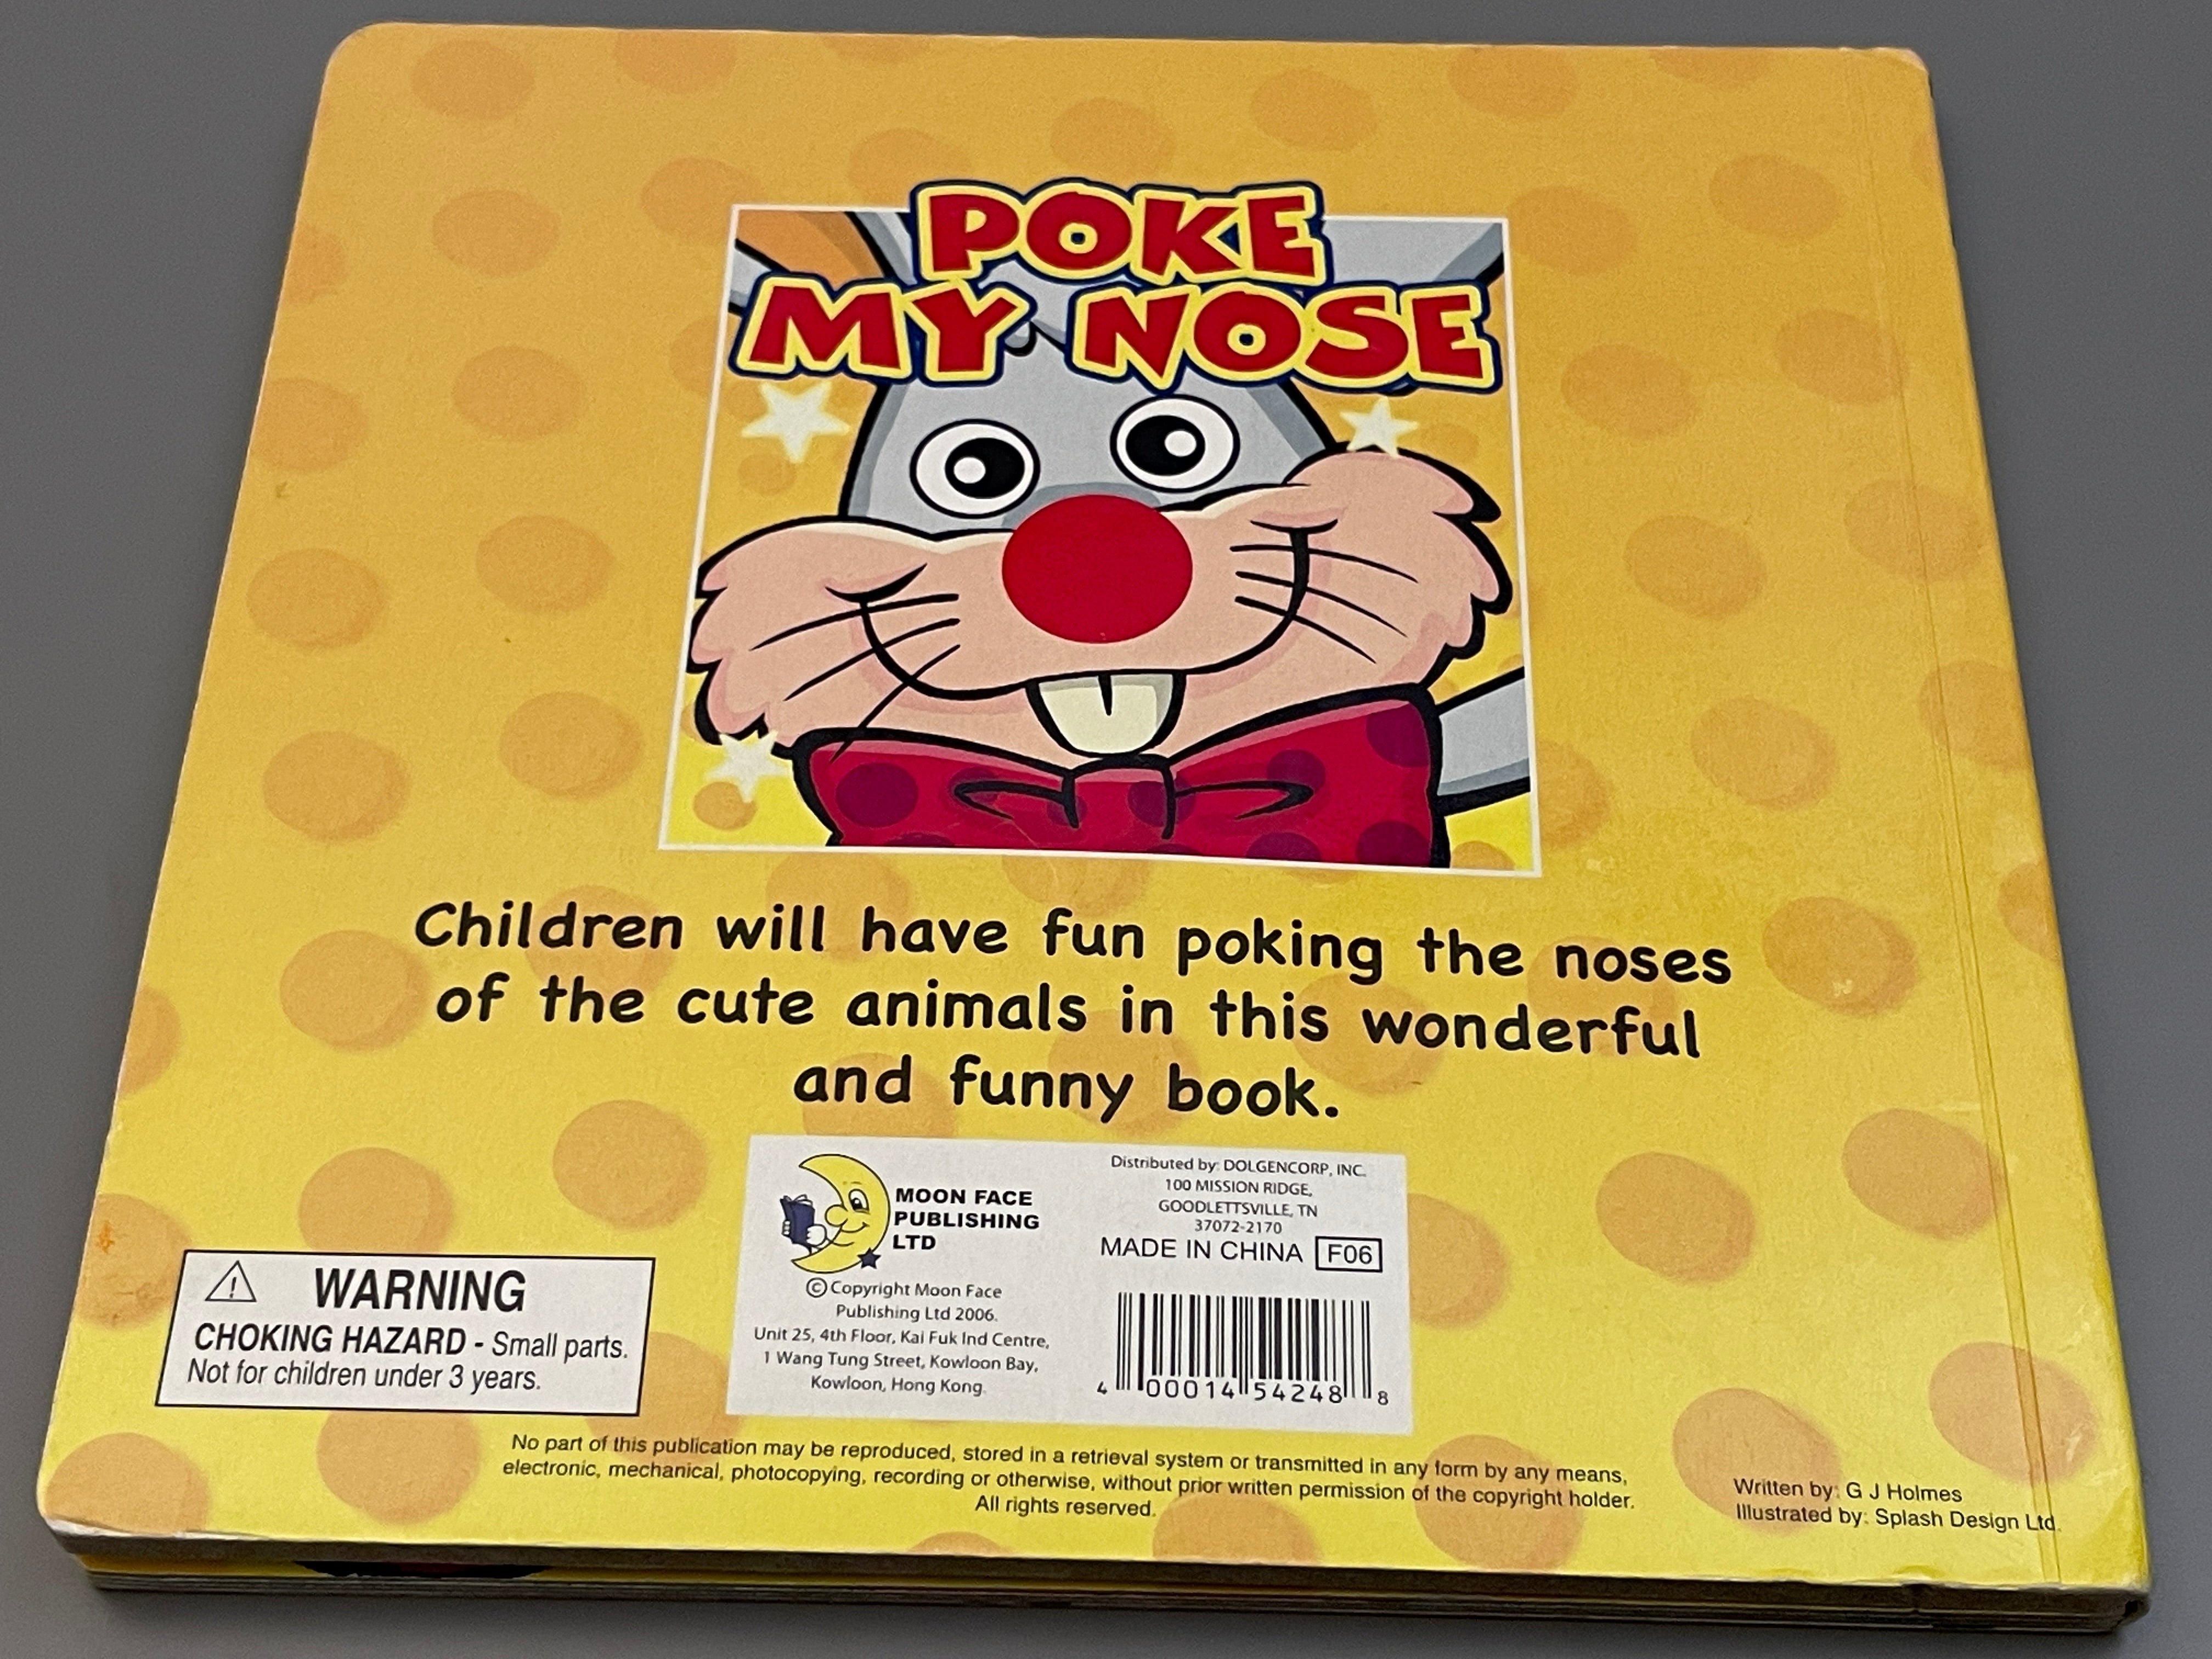 POKE
MY NOSE
Children will have fun poking the noses
of the cute animals in this wonderful
and funny book.
WARNING
CHOKING HAZARD - Small parts.
Not for children under 3 years.
MOON FACE
PUBLISHING
LTD
© Copyright Moon Face
Publishing Ltd 2006.
Unit 25, 4th Floor, Kai Fuk Ind Centre,
1 Wang Tung Street, Kowloon Bay,
Kowloon, Hong Kong.
Distributed by: DOLGENCORP, INC.
100 MISSION RIDGE,
GOODLETTSVILLE, TN
37072-2170
MADE IN CHINA F06
4 00014 54248 8
No part of this publication may be reproduced, stored in a retrieval system or transmitted in any form by any means,
electronic, mechanical, photocopying, recording or otherwise, without prior written permission of the copyright holder.
All rights reserved.
Written by: G J Holmes
Illustrated by: Splash Design Ltd.